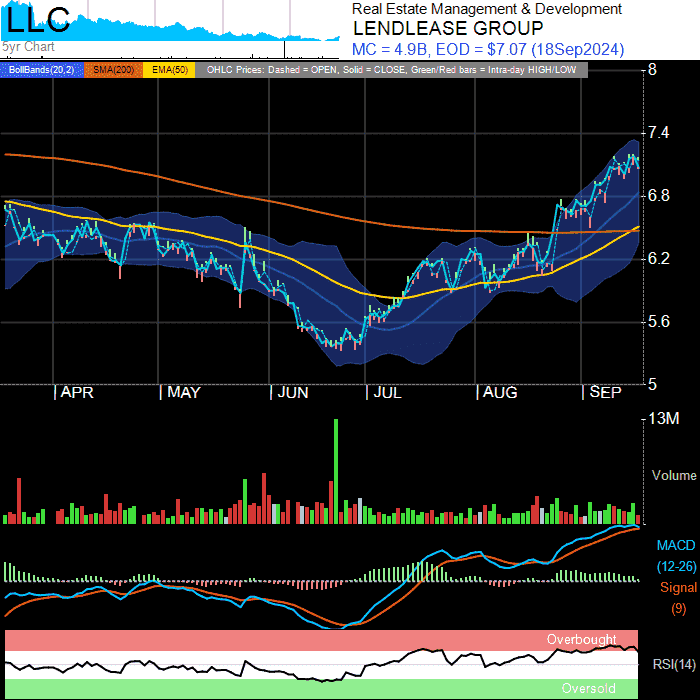 LLC
5yr Chart
Real Estate Management & Development
LENDLEASE GROUP
MC = 4.9B, EOD = $7.07 (18Sep2024)
BollBands(20,2) SMA(200) EMA(50) OHLC Prices: Dashed = OPEN, Solid = CLOSE, Green/Red bars = Intra-day HIGH/LOW
8
7.4
6.8
6.2
5.6
5
APR MAY JUN JUL AUG SEP
13M
Volume
MACD
(12-26)
Signal
(9)
Overbought
RSI(14)
Oversold